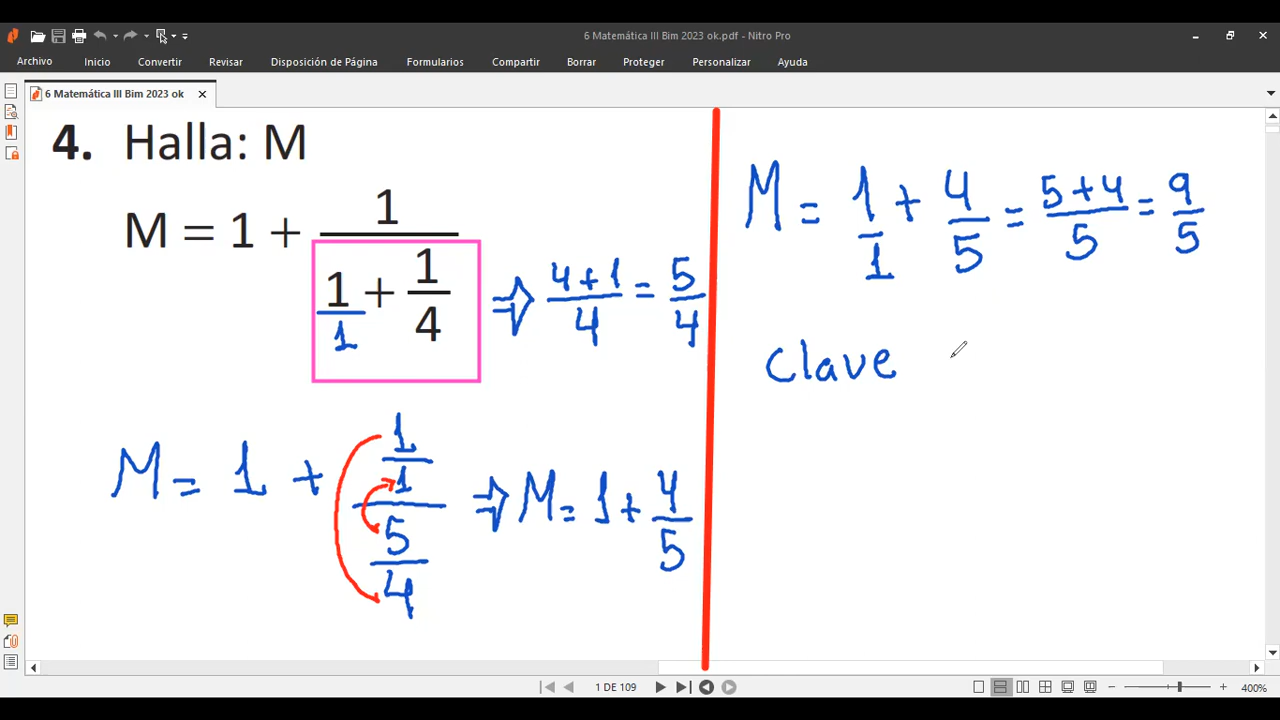 6 Matemática III Bim 2023 ok.pdf - Nitro Pro
Archivo Inicio Convertir Revisar Disposición de Página Formularios Compartir Borrar Proteger Personalizar Ayuda
6 Matemática III Bim 2023 ok
4. Halla: M
M = 1 + 1/(1/1 + 1/4) ⇒ (4+1)/4 = 5/4
M = 1 + (1/1)/(5/4) ⇒ M = 1 + 4/5
M = 1/1 + 4/5 = (5+4)/5 = 9/5
Clave
1 DE 109
400%